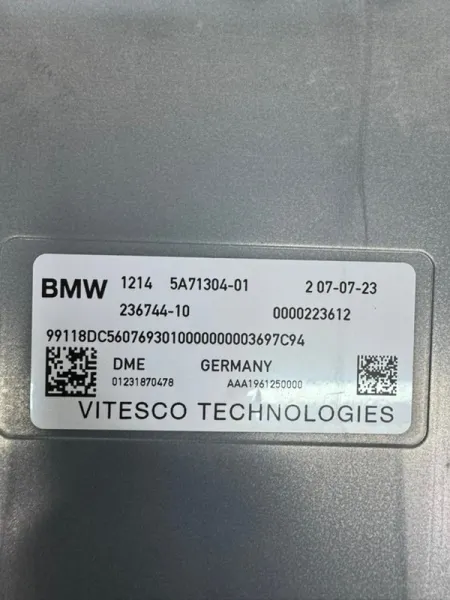 BMW 1214 5A71304-01 2 07-07-23
236744-10 0000223612
99118DC5607693010000000003697C94
DME GERMANY
01231870478 AAA1961250000
VITESCO TECHNOLOGIES